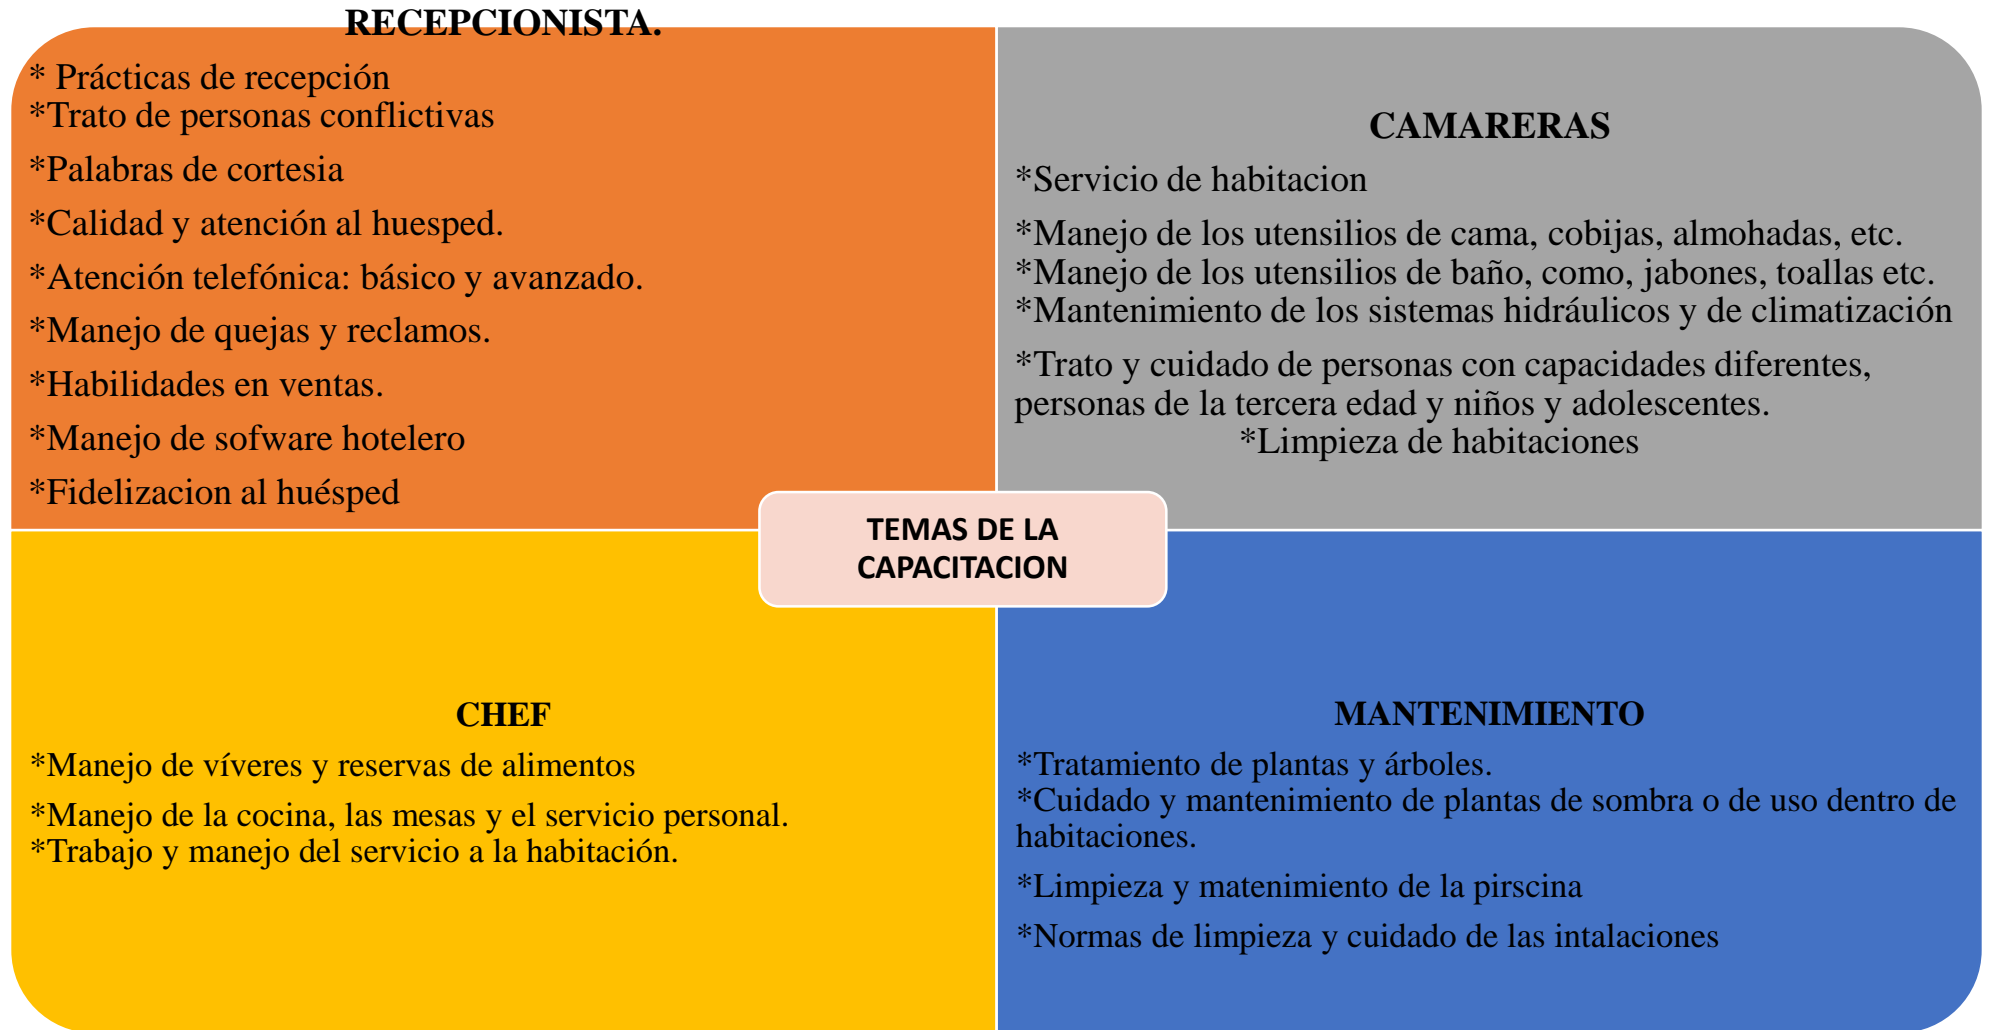 RECEPCIONISTA.
* Prácticas de recepción
*Trato de personas conflictivas
*Palabras de cortesia
*Calidad y atención al huesped.
*Atención telefónica: básico y avanzado.
*Manejo de quejas y reclamos.
*Habilidades en ventas.
*Manejo de sofware hotelero
*Fidelizacion al huésped
CAMARERAS
*Servicio de habitacion
*Manejo de los utensilios de cama, cobijas, almohadas, etc.
*Manejo de los utensilios de baño, como, jabones, toallas etc.
*Mantenimiento de los sistemas hidráulicos y de climatización
*Trato y cuidado de personas con capacidades diferentes,
personas de la tercera edad y niños y adolescentes.
*Limpieza de habitaciones
TEMAS DE LA
CAPACITACION
CHEF
*Manejo de víveres y reservas de alimentos
*Manejo de la cocina, las mesas y el servicio personal.
*Trabajo y manejo del servicio a la habitación.
MANTENIMIENTO
*Tratamiento de plantas y árboles.
*Cuidado y mantenimiento de plantas de sombra o de uso dentro de
habitaciones.
*Limpieza y matenimiento de la pirscina
*Normas de limpieza y cuidado de las intalaciones